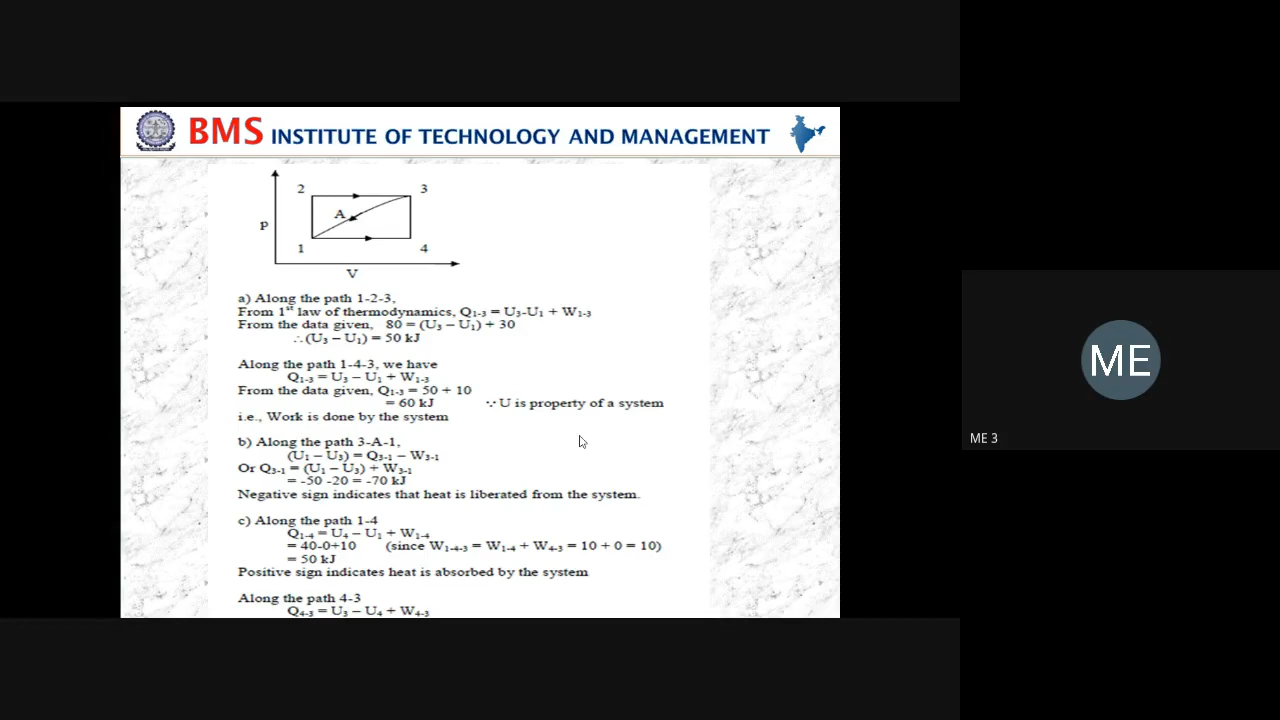 BMS INSTITUTE OF TECHNOLOGY AND MANAGEMENT
2 3
A
p
1 4
V
a) Along the path 1-2-3,
From 1st law of thermodynamics, Q1-3 = U3-U1 + W1-3
From the data given, 80 = (U3 – U1) + 30
∴ (U3 – U1) = 50 kJ
Along the path 1-4-3, we have
Q1-3 = U3 – U1 + W1-3
From the data given, Q1-3 = 50 + 10
= 60 kJ ∵ U is property of a system
i.e., Work is done by the system
b) Along the path 3-A-1,
(U1 – U3) = Q3-1 – W3-1
Or Q3-1 = (U1 – U3) + W3-1
= -50 -20 = -70 kJ
Negative sign indicates that heat is liberated from the system.
c) Along the path 1-4
Q1-4 = U4 – U1 + W1-4
= 40-0+10 (since W1-4-3 = W1-4 + W4-3 = 10 + 0 = 10)
= 50 kJ
Positive sign indicates heat is absorbed by the system
Along the path 4-3
Q4-3 = U3 – U4 + W4-3
ME
ME 3